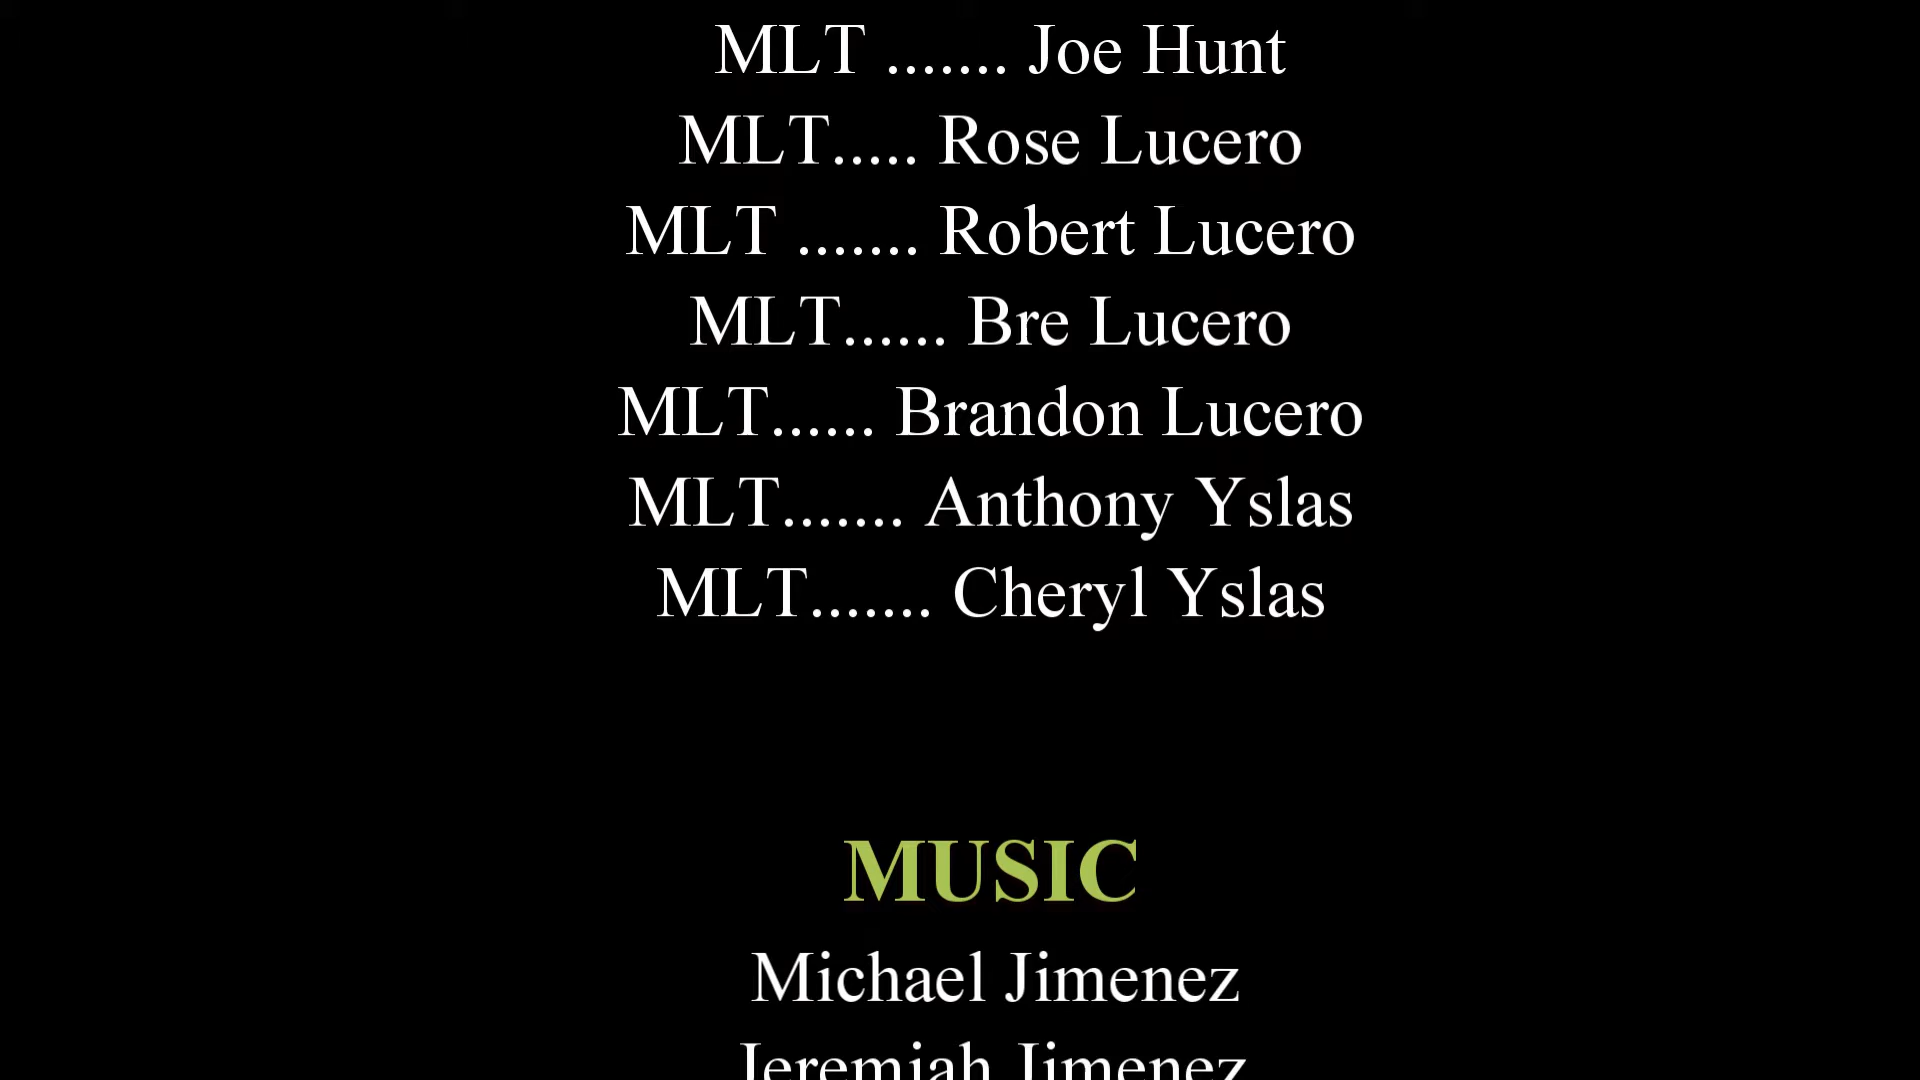 MLT ....... Joe Hunt
MLT..... Rose Lucero
MLT ....... Robert Lucero
MLT...... Bre Lucero
MLT...... Brandon Lucero
MLT....... Anthony Yslas
MLT....... Cheryl Yslas
MUSIC
Michael Jimenez
Jeremiah Jimenez